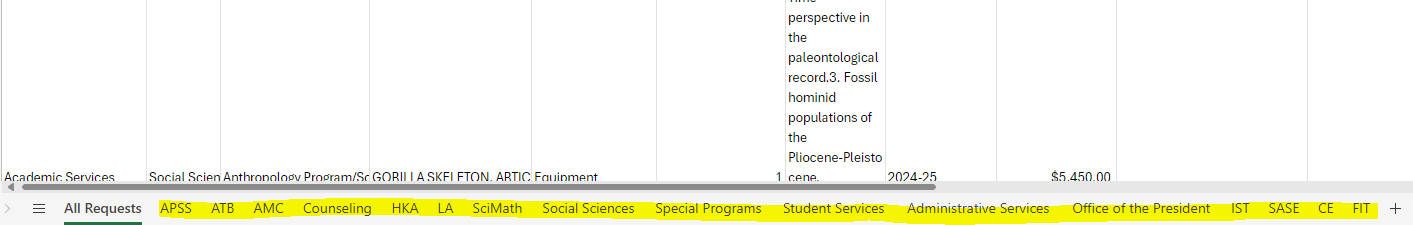 perspective in
the
paleontological
record.3. Fossil
hominid
populations of
the
Pliocene-Pleisto
Academic Services Social Scien Anthropology Program/Sc GORILLA SKELETON, ARTIC Equipment 1 cene. 2024-25 $5,450.00
All Requests APSS ATB AMC Counseling HKA LA SciMath Social Sciences Special Programs Student Services Administrative Services Office of the President IST SASE CE FIT +